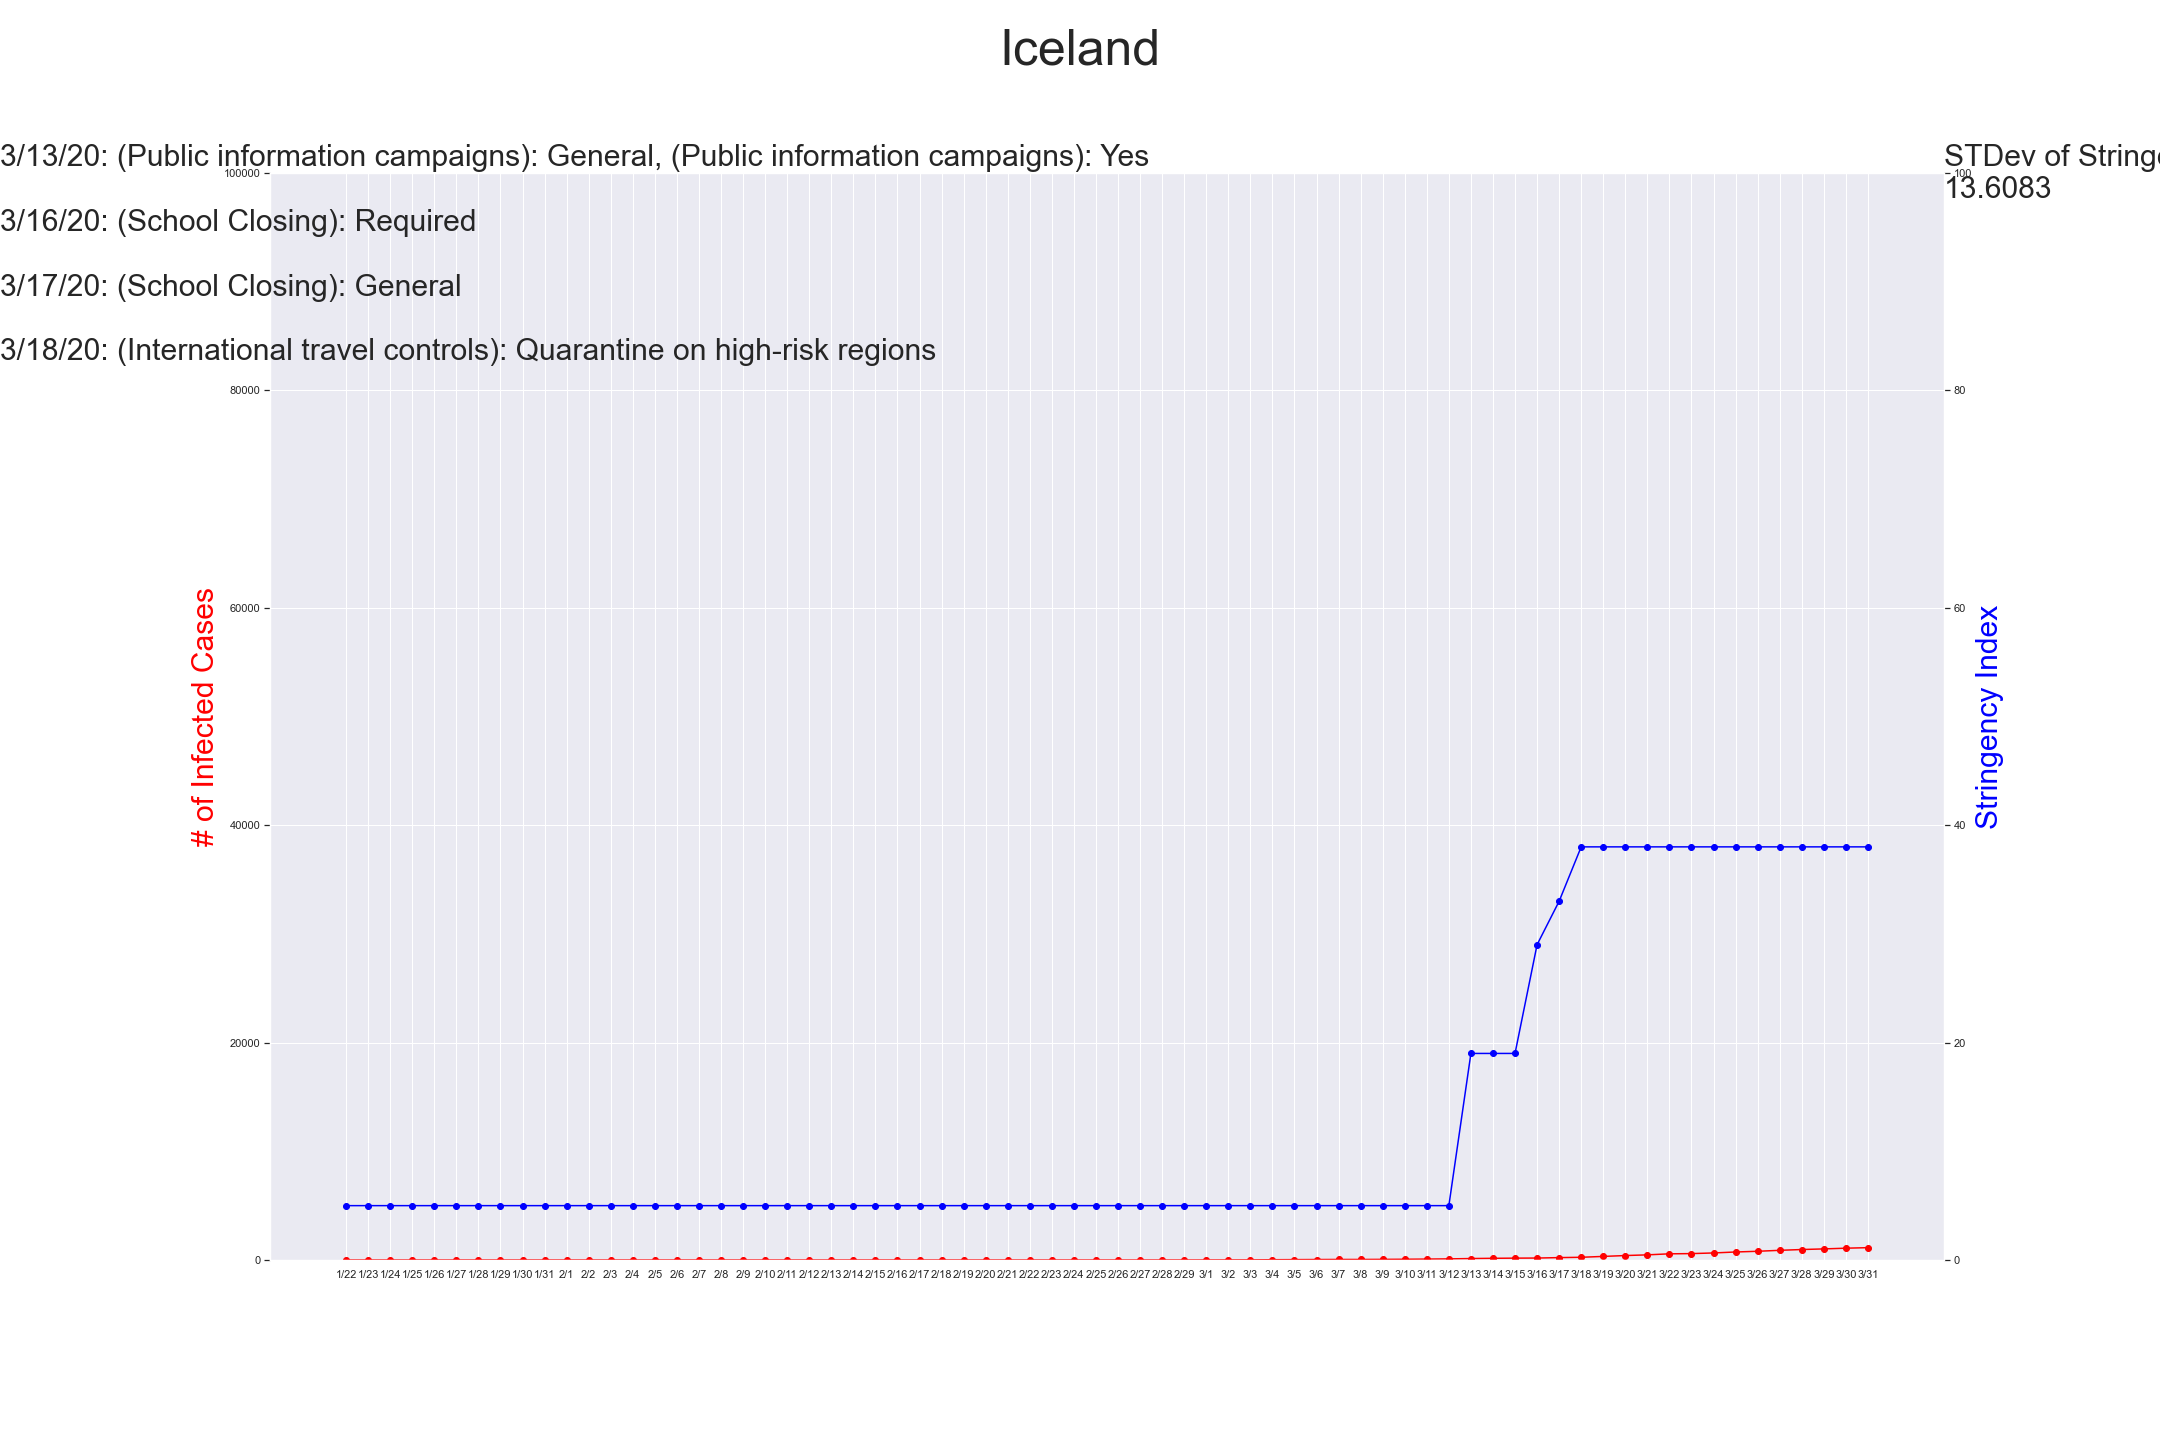 Iceland
3/13/20: (Public information campaigns): General, (Public information campaigns): Yes
STDev of Stringe
13.6083
3/16/20: (School Closing): Required
3/17/20: (School Closing): General
3/18/20: (International travel controls): Quarantine on high-risk regions
# of Infected Cases
100000
80000
60000
40000
20000
0
100
80
60
40
20
0
Stringency Index
1/22 1/23 1/24 1/25 1/26 1/27 1/28 1/29 1/30 1/31 2/1 2/2 2/3 2/4 2/5 2/6 2/7 2/8 2/9 2/10 2/11 2/12 2/13 2/14 2/15 2/16 2/17 2/18 2/19 2/20 2/21 2/22 2/23 2/24 2/25 2/26 2/27 2/28 2/29 3/1 3/2 3/3 3/4 3/5 3/6 3/7 3/8 3/9 3/10 3/11 3/12 3/13 3/14 3/15 3/16 3/17 3/18 3/19 3/20 3/21 3/22 3/23 3/24 3/25 3/26 3/27 3/28 3/29 3/30 3/31